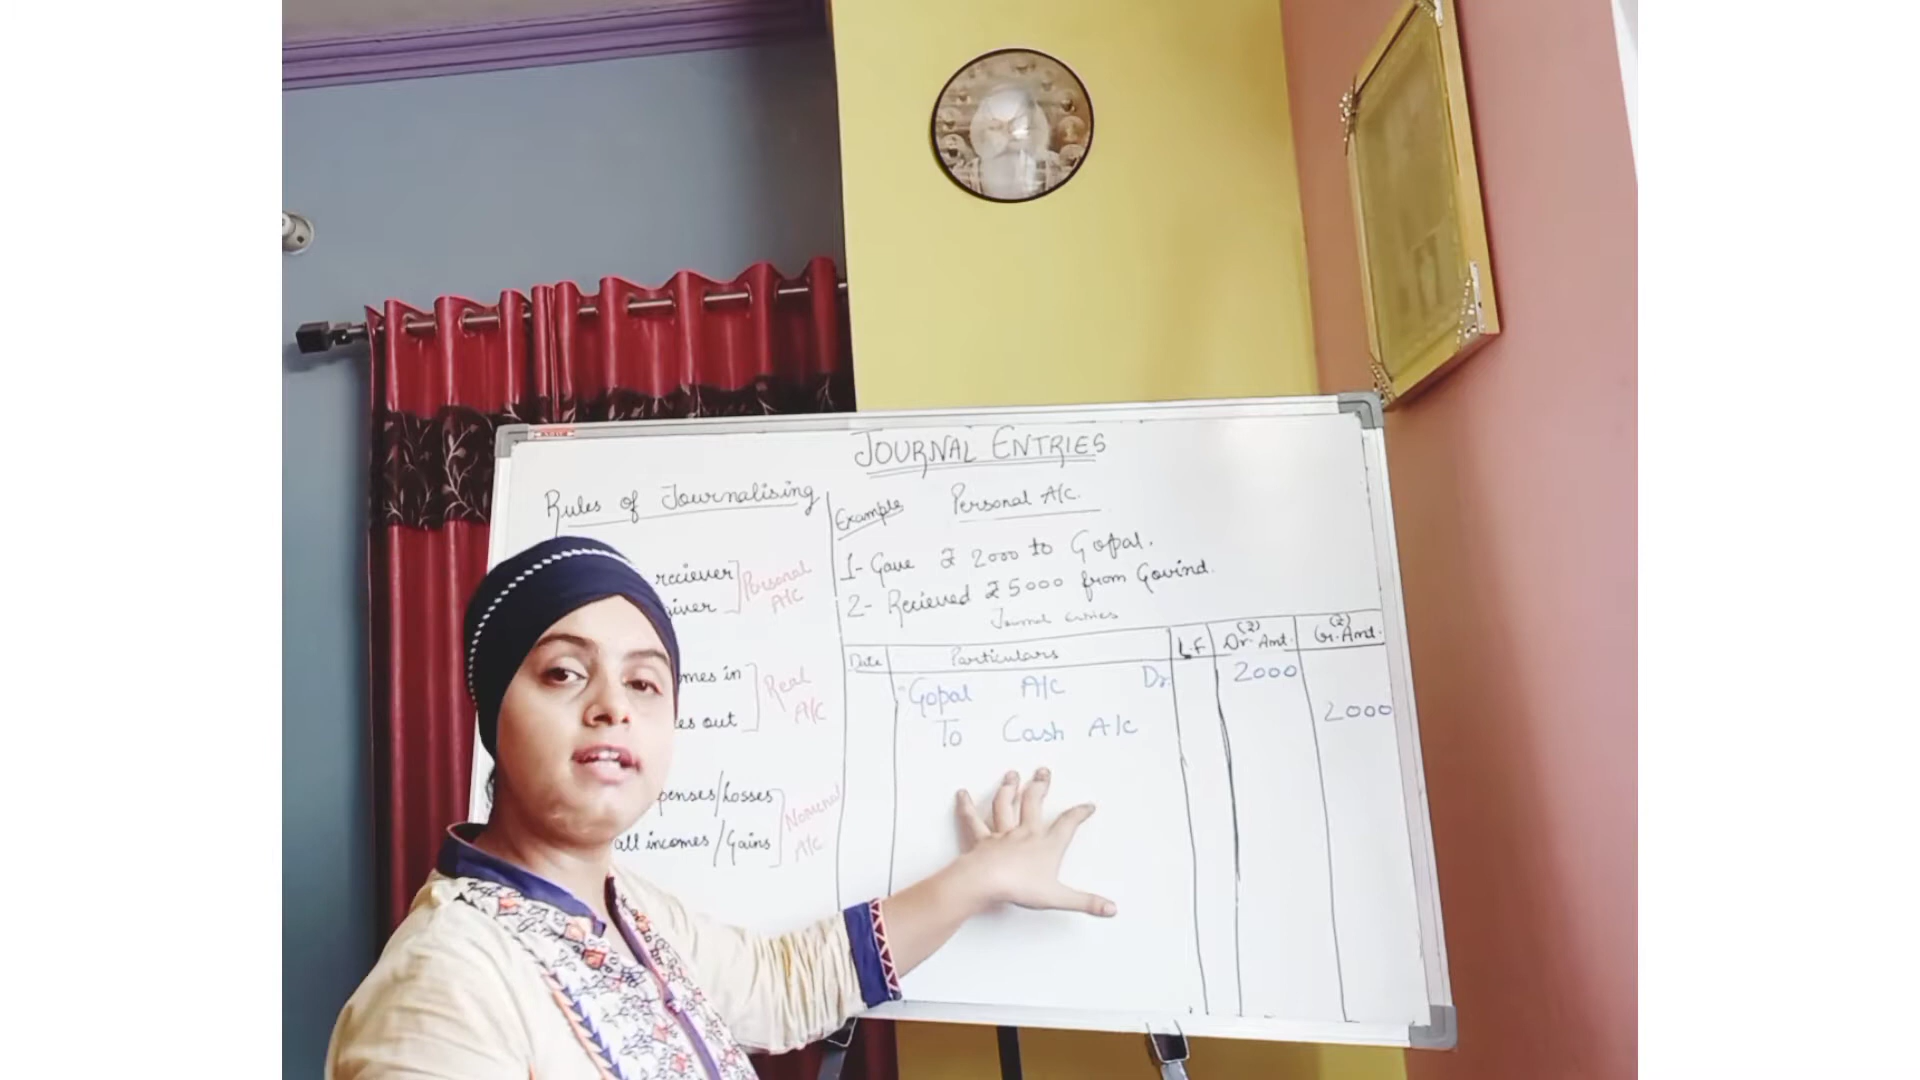 JOURNAL ENTRIES
Rules of Journalising
reciever
Personal
A/c
mes in
es out
Real
A/c
penses/Losses
all incomes/Gains
Nominal
A/c
Example Personal A/c.
1- Gave ₹ 2000 to Gopal.
2- Recieved ₹5000 from Govind.
Journal Entries
Date Particulars L.F Dr. Amt. (₹) Cr. Amt. (₹)
Gopal A/c Dr. 2000
To Cash A/c 2000